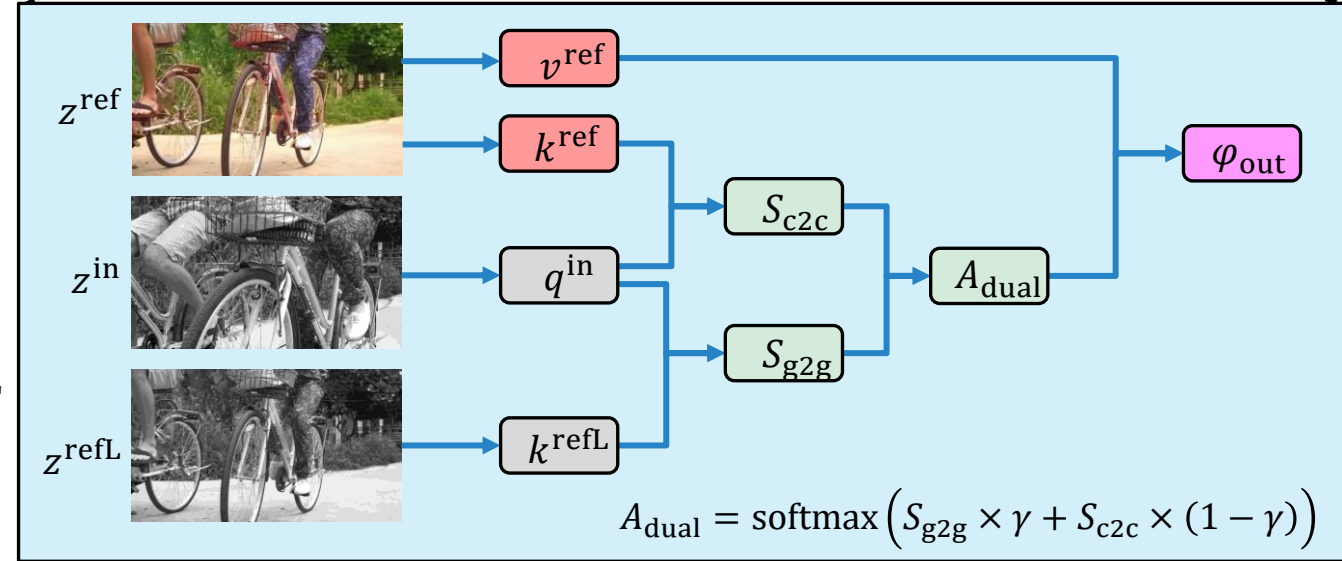 z^ref
v^ref
k^ref
φ_out
S_c2c
z^in
q^in
A_dual
S_g2g
z^refL
k^refL
A_dual = softmax(S_g2g × γ + S_c2c × (1 − γ))